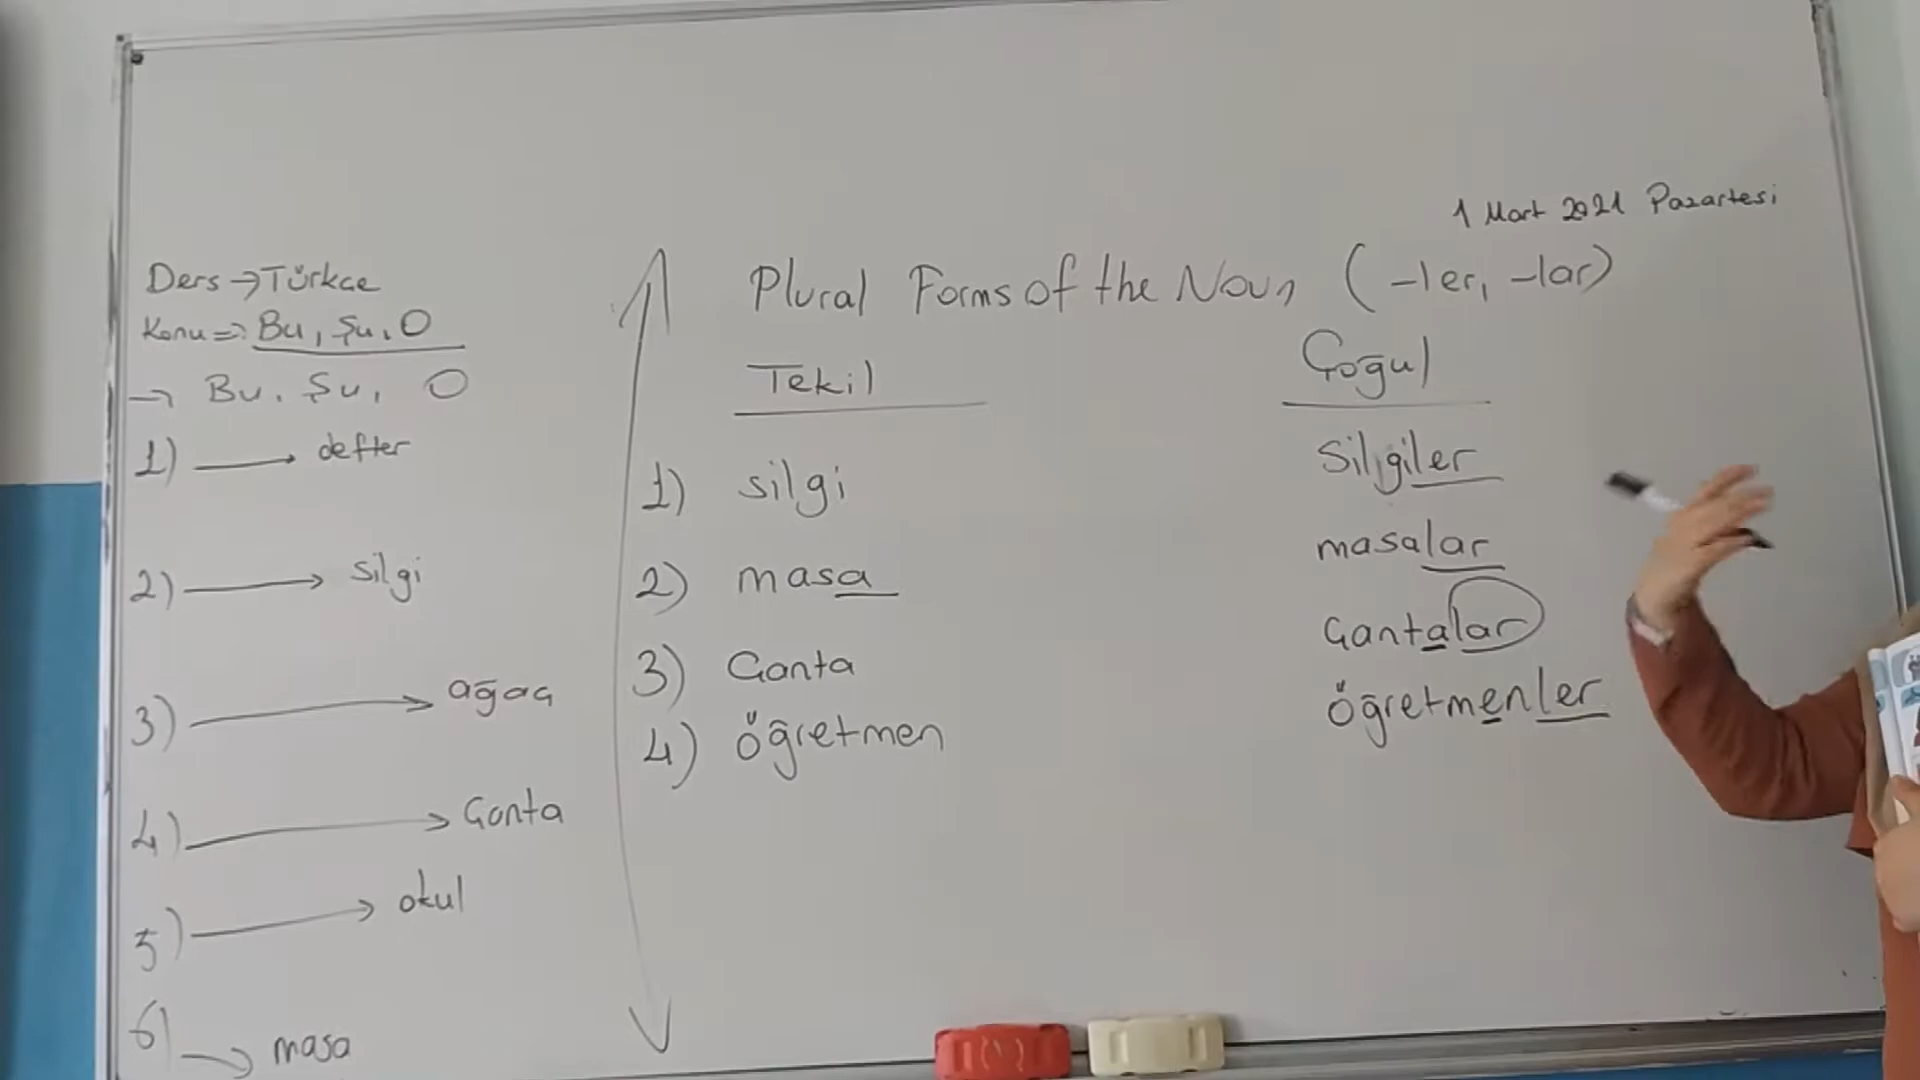 1 Mart 2021 Pazartesi
Ders → Türkçe
Konu => Bu, Şu, O
→ Bu, Şu, O
1) → defter
2) → silgi
3) → ağaç
4) → Çanta
5) → okul
6) → masa
Plural Forms of the Noun (-ler, -lar)
Tekil Çoğul
1) silgi Silgiler
2) masa masalar
3) Çanta Çantalar
4) öğretmen öğretmenler